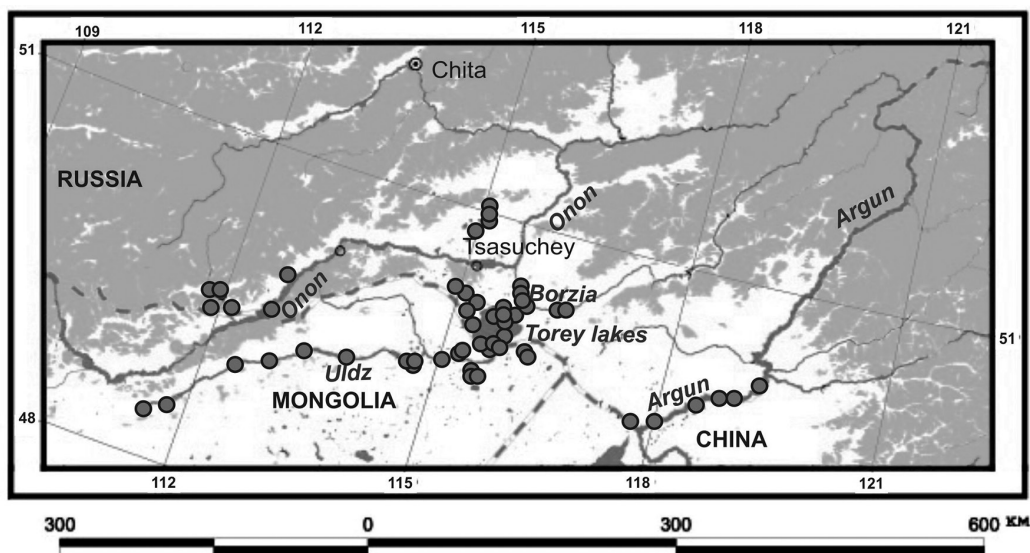 109 112 115 118 121
51
Chita
RUSSIA
Onon
Argun
Tsasuchey
Onon
Borzia
Torey lakes
51
Uldz
MONGOLIA
Argun
48
CHINA
112 115 118 121
300 0 300 600 км